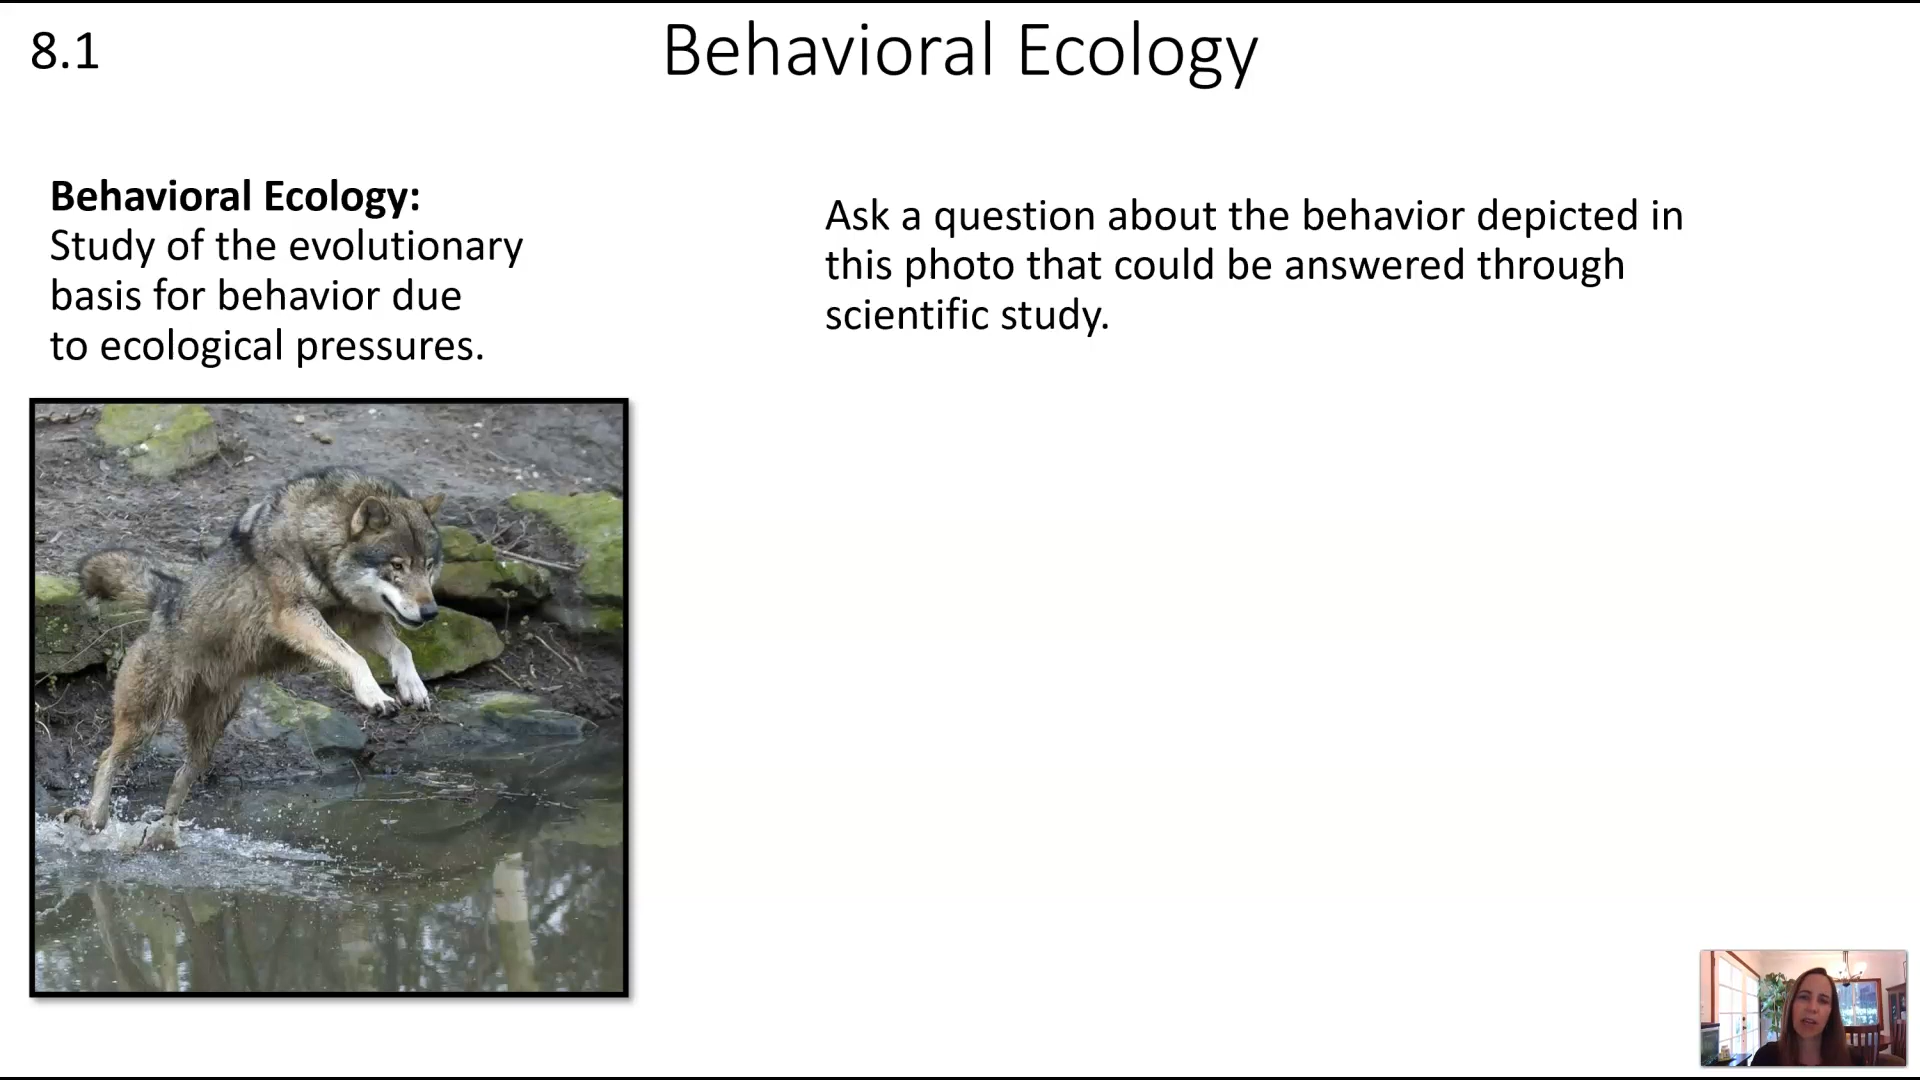 8.1
Behavioral Ecology
Behavioral Ecology:
Study of the evolutionary
basis for behavior due
to ecological pressures.
Ask a question about the behavior depicted in
this photo that could be answered through
scientific study.